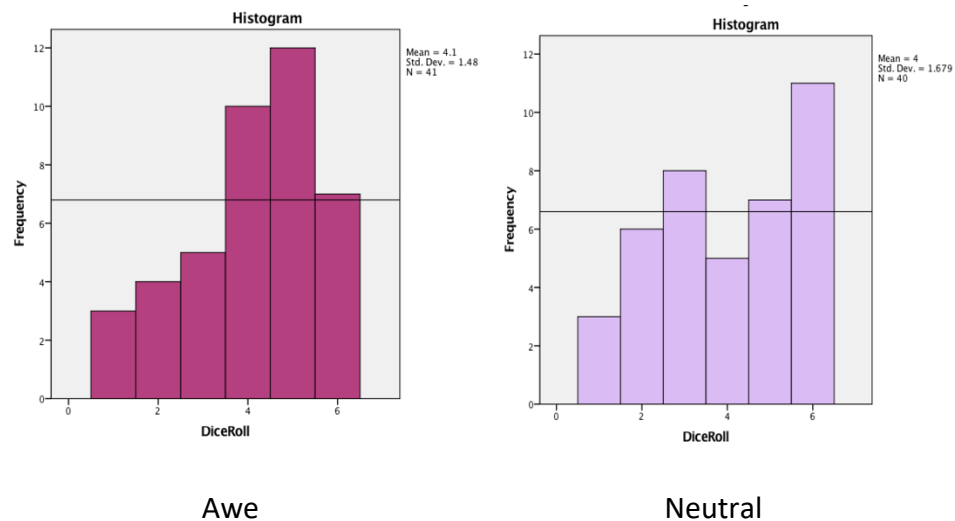 Histogram
Mean = 4.1
Std. Dev. = 1.48
N = 41
12
10
8
6
4
2
0
Frequency
0 2 4 6
DiceRoll
Awe
Histogram
Mean = 4
Std. Dev. = 1.679
N = 40
12
10
8
6
4
2
0
Frequency
0 2 4 6
DiceRoll
Neutral